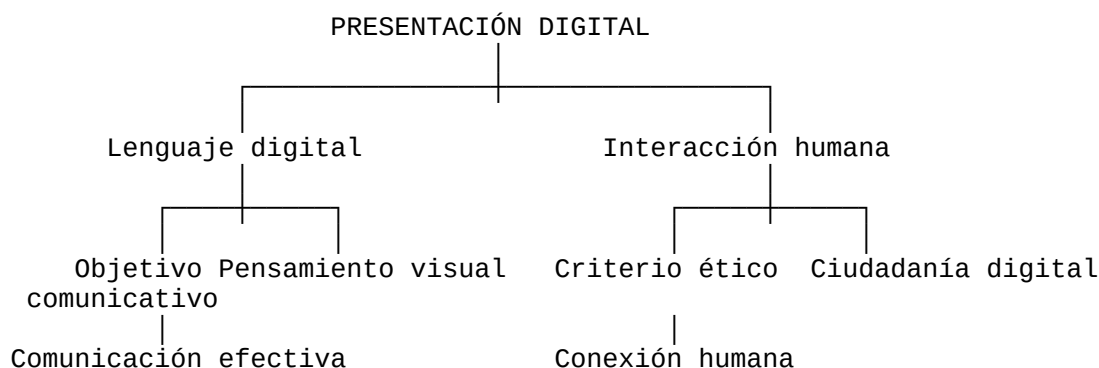 PRESENTACIÓN DIGITAL
Lenguaje digital
Interacción humana
Objetivo comunicativo
Pensamiento visual
Criterio ético
Ciudadanía digital
Comunicación efectiva
Conexión humana